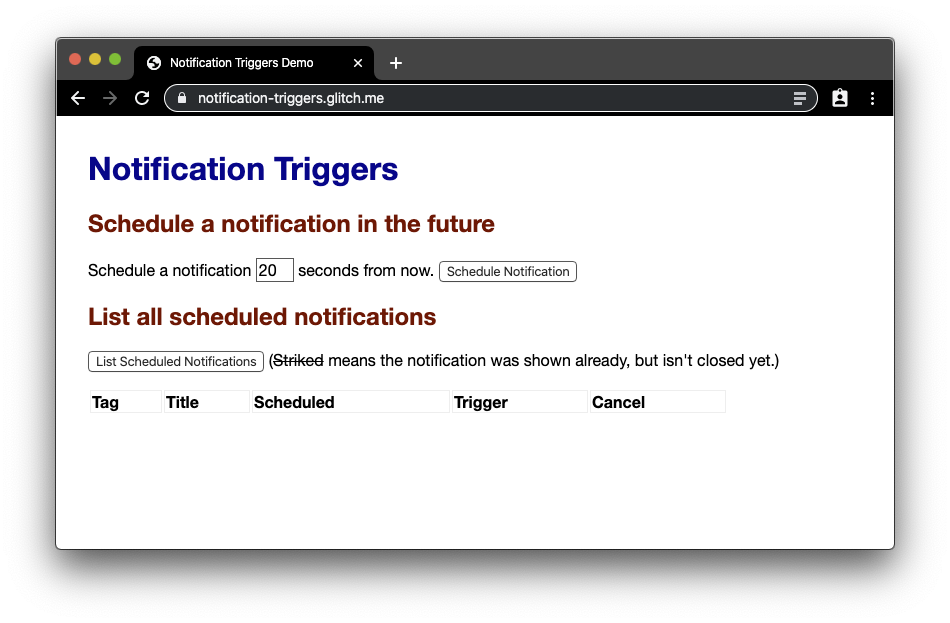 Notification Triggers Demo
notification-triggers.glitch.me
Notification Triggers
Schedule a notification in the future
Schedule a notification 20 seconds from now. Schedule Notification
List all scheduled notifications
List Scheduled Notifications (Striked means the notification was shown already, but isn't closed yet.)
Tag Title Scheduled Trigger Cancel